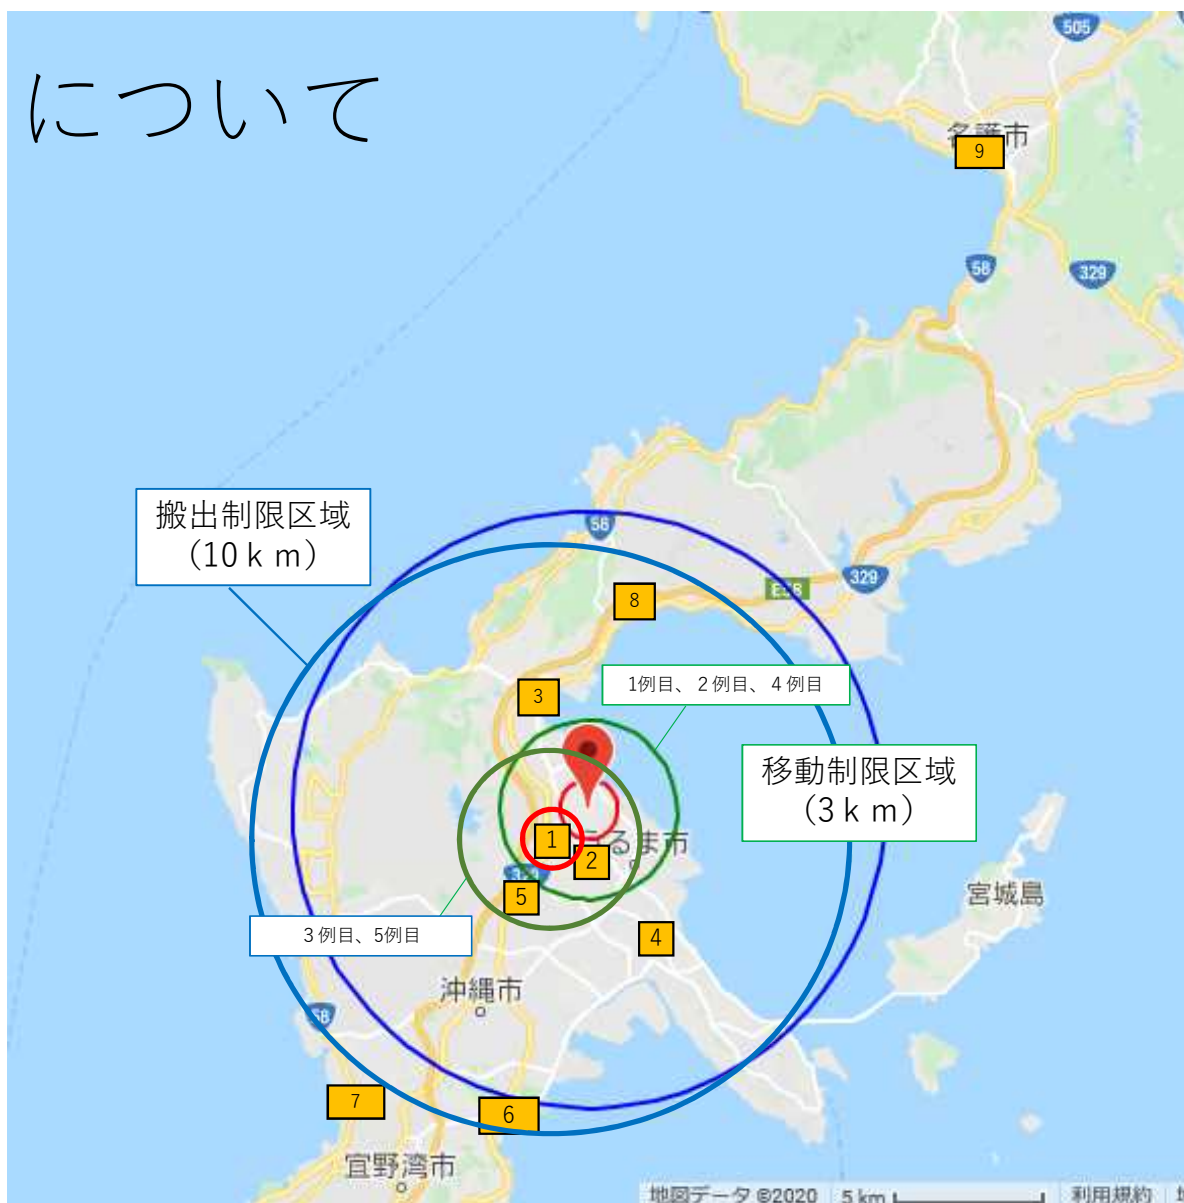 について
505
名護市
9
58
329
搬出制限区域
（10ｋｍ）
58
E58
329
8
1例目、２例目、４例目
3
移動制限区域
（3ｋｍ）
1
うるま市
2
5
宮城島
３例目、5例目
4
沖縄市
58
7
6
宜野湾市
地図データ ©2020
5 km
利用規約